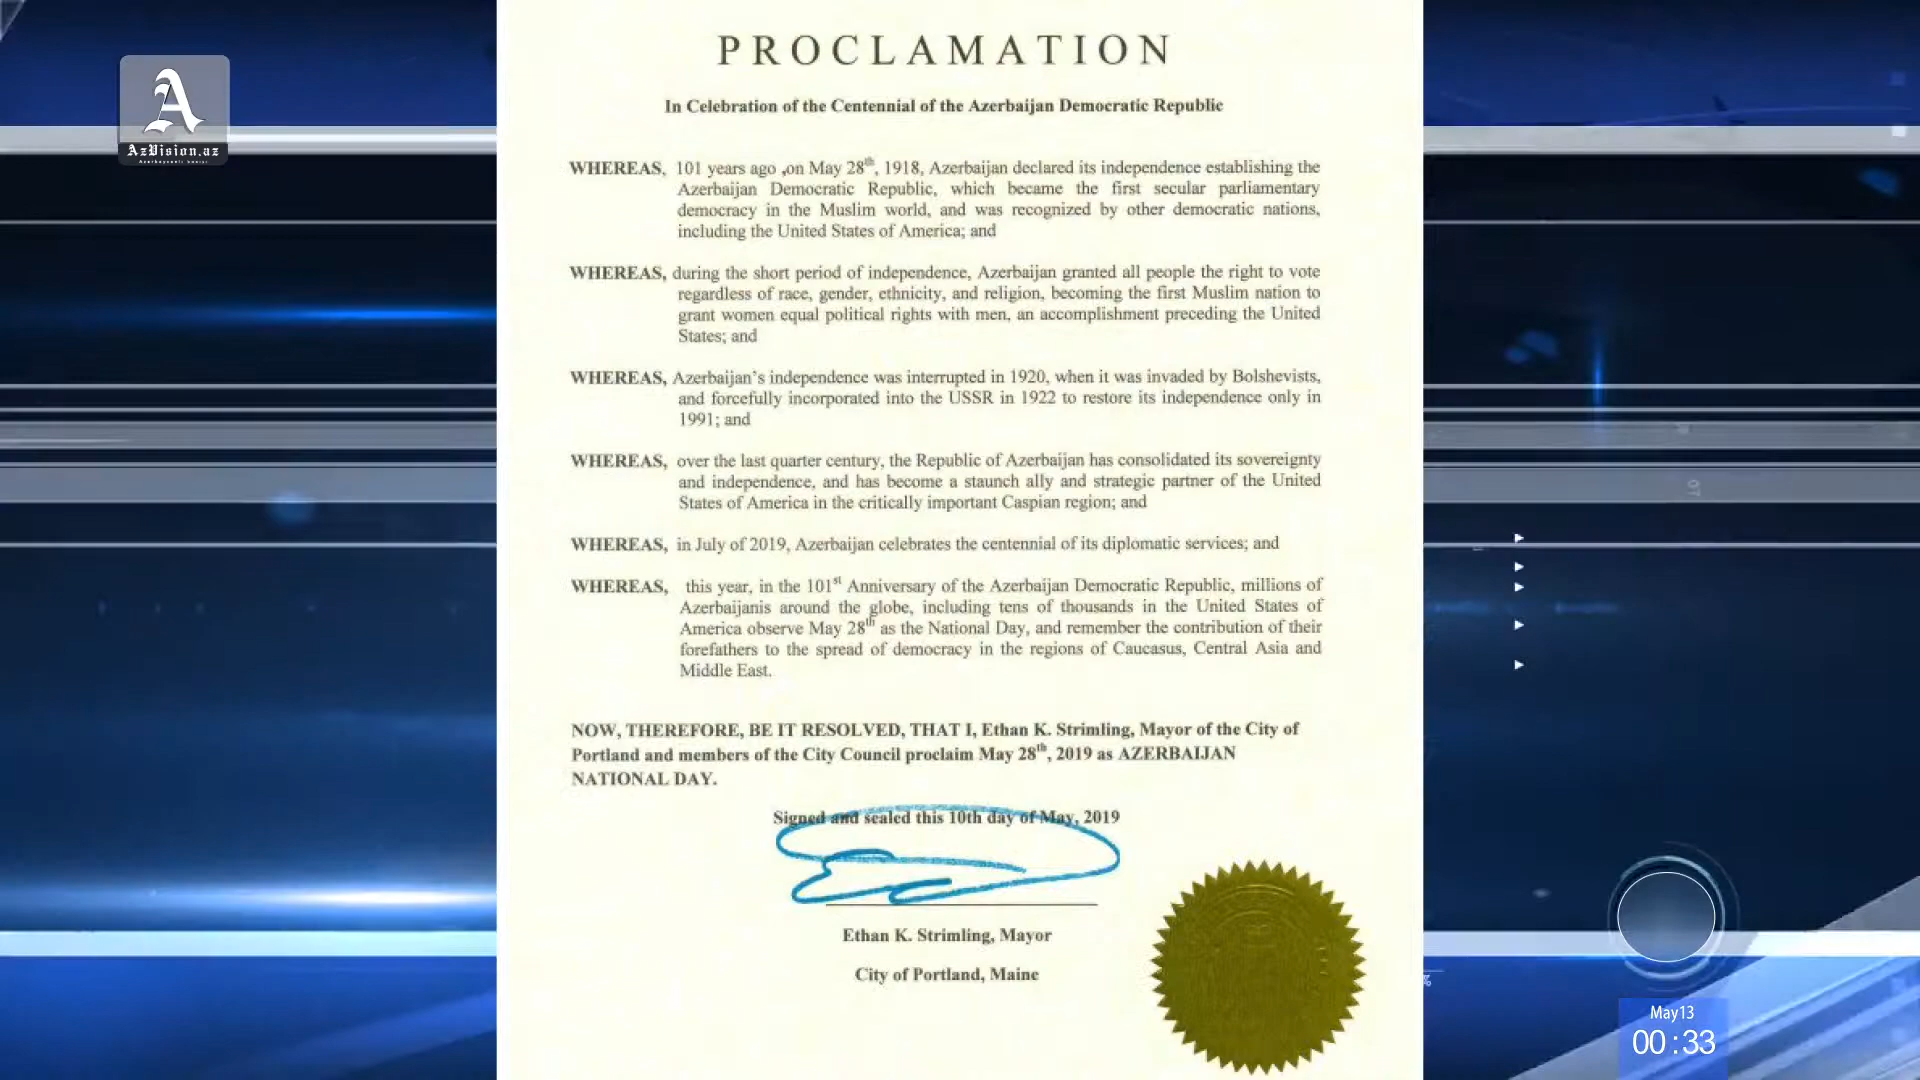 PROCLAMATION
In Celebration of the Centennial of the Azerbaijan Democratic Republic
A
AzVision.az
WHEREAS, 101 years ago ,on May 28th, 1918, Azerbaijan declared its independence establishing the
Azerbaijan Democratic Republic, which became the first secular parliamentary
democracy in the Muslim world, and was recognized by other democratic nations,
including the United States of America; and
WHEREAS, during the short period of independence, Azerbaijan granted all people the right to vote
regardless of race, gender, ethnicity, and religion, becoming the first Muslim nation to
grant women equal political rights with men, an accomplishment preceding the United
States; and
WHEREAS, Azerbaijan's independence was interrupted in 1920, when it was invaded by Bolshevists,
and forcefully incorporated into the USSR in 1922 to restore its independence only in
1991; and
WHEREAS, over the last quarter century, the Republic of Azerbaijan has consolidated its sovereignty
and independence, and has become a staunch ally and strategic partner of the United
States of America in the critically important Caspian region; and
WHEREAS, in July of 2019, Azerbaijan celebrates the centennial of its diplomatic services; and
WHEREAS, this year, in the 101st Anniversary of the Azerbaijan Democratic Republic, millions of
Azerbaijanis around the globe, including tens of thousands in the United States of
America observe May 28th as the National Day, and remember the contribution of their
forefathers to the spread of democracy in the regions of Caucasus, Central Asia and
Middle East.
NOW, THEREFORE, BE IT RESOLVED, THAT I, Ethan K. Strimling, Mayor of the City of
Portland and members of the City Council proclaim May 28th, 2019 as AZERBAIJAN
NATIONAL DAY.
Signed and sealed this 10th day of May, 2019
Ethan K. Strimling, Mayor
City of Portland, Maine
May13
00:33